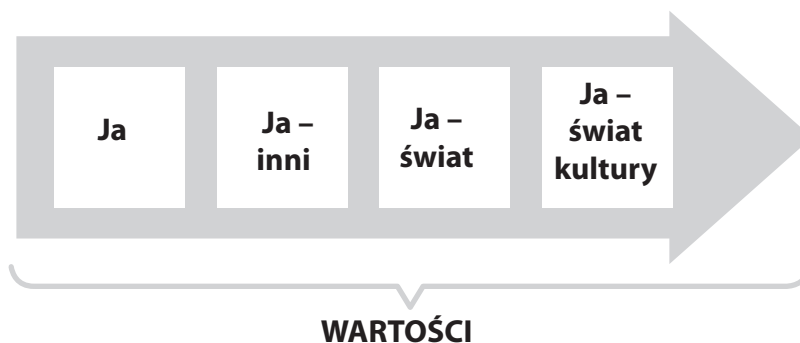 Ja
Ja –
inni
Ja –
świat
Ja –
świat
kultury
WARTOŚCI